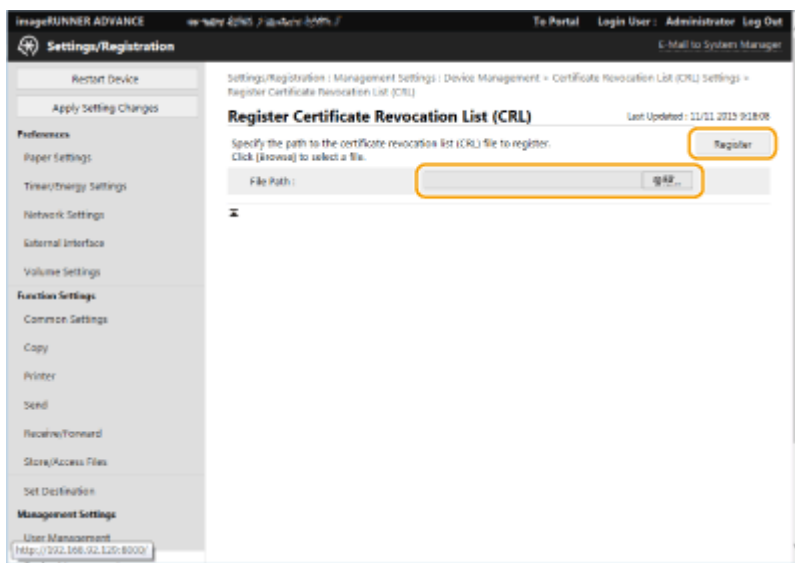 imageRUNNER ADVANCE
To Portal Login User : Administrator Log Out
Settings/Registration
E-Mail to System Manager
Restart Device
Apply Setting Changes
Preferences
Paper Settings
Timer/Energy Settings
Network Settings
External Interface
Volume Settings
Function Settings
Common Settings
Copy
Printer
Send
Receive/Forward
Store/Access Files
Set Destination
Management Settings
User Management
http://192.168.92.129:8000/
Settings/Registration : Management Settings : Device Management > Certificate Revocation List (CRL) Settings >
Register Certificate Revocation List (CRL)
Register Certificate Revocation List (CRL)
Last Updated : 11/11 2015 9:18:08
Specify the path to the certificate revocation list (CRL) file to register.
Click [Browse] to select a file.
Register
File Path :